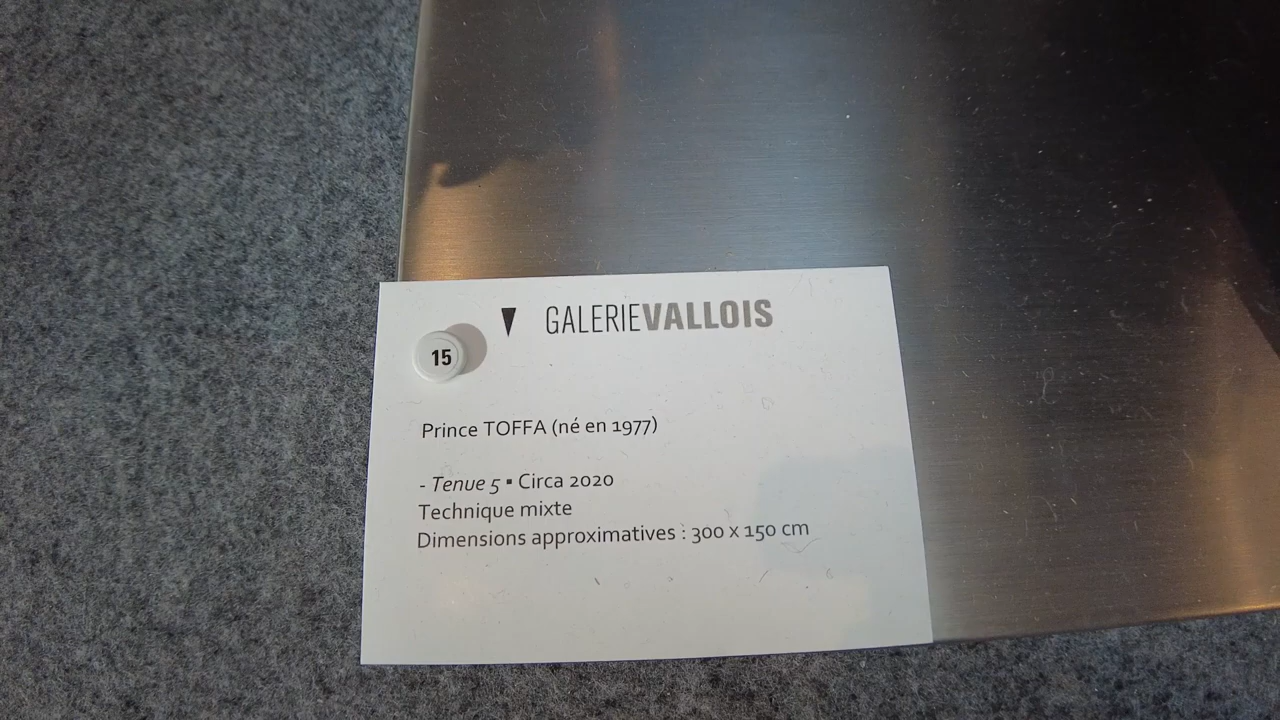 GALERIEVALLOIS
15
Prince TOFFA (né en 1977)
- Tenue 5 ▪ Circa 2020
Technique mixte
Dimensions approximatives : 300 x 150 cm